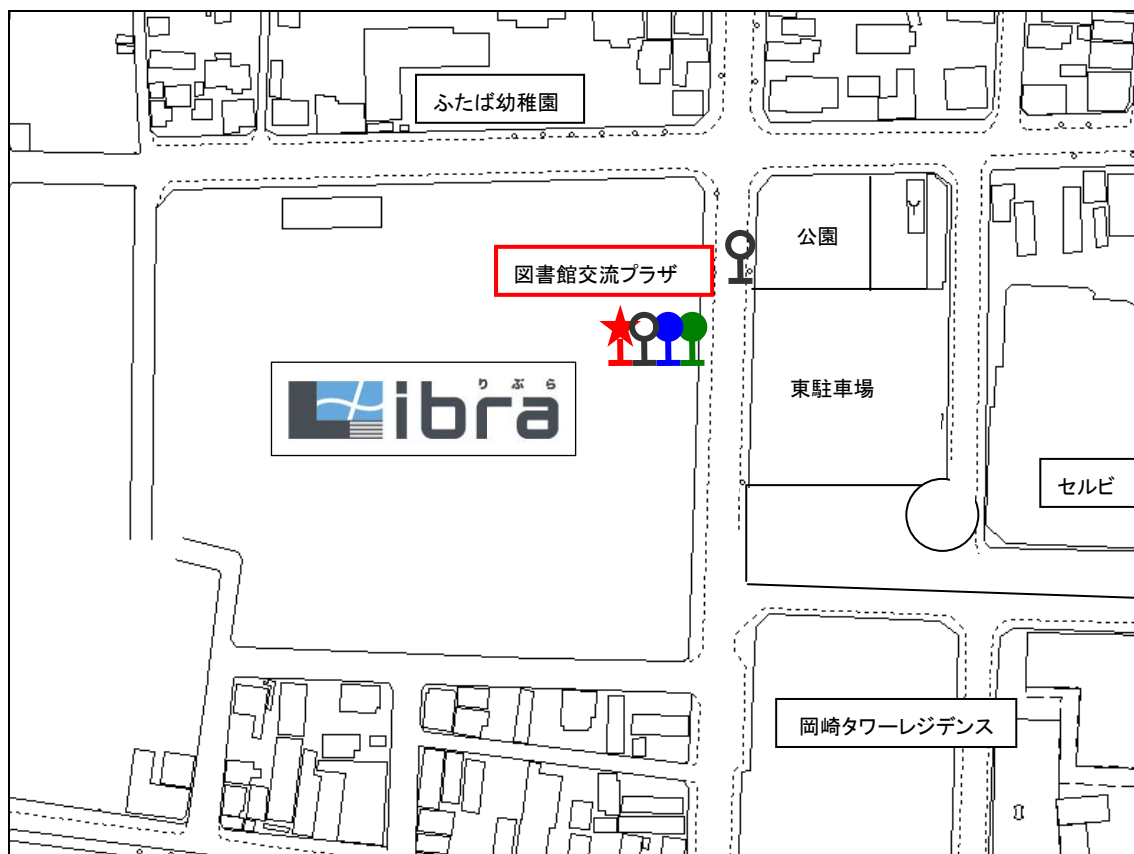 ふたば幼稚園
公園
図書館交流プラザ
東駐車場
りぶら
Libra
セルビ
岡崎タワーレジデンス